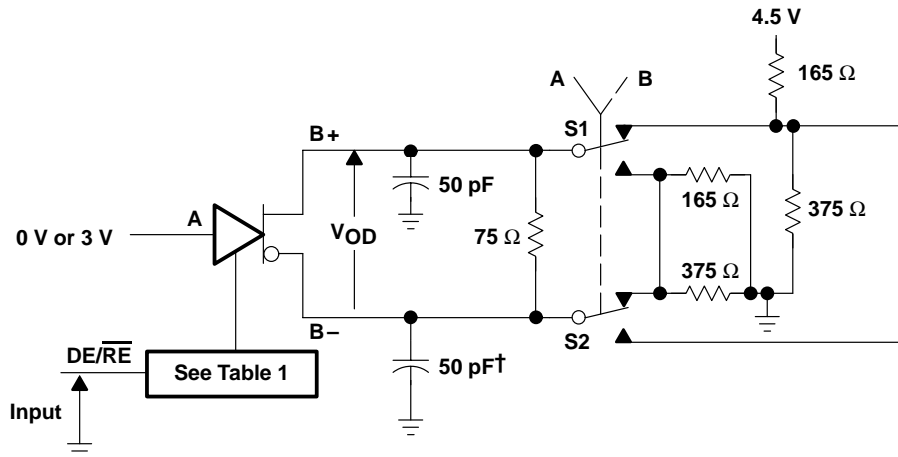 4.5 V
165 Ω
A B
S1
B+
50 pF
165 Ω
375 Ω
A
0 V or 3 V
VOD
75 Ω
375 Ω
B−
S2
DE/R̅E̅
See Table 1
50 pF†
Input